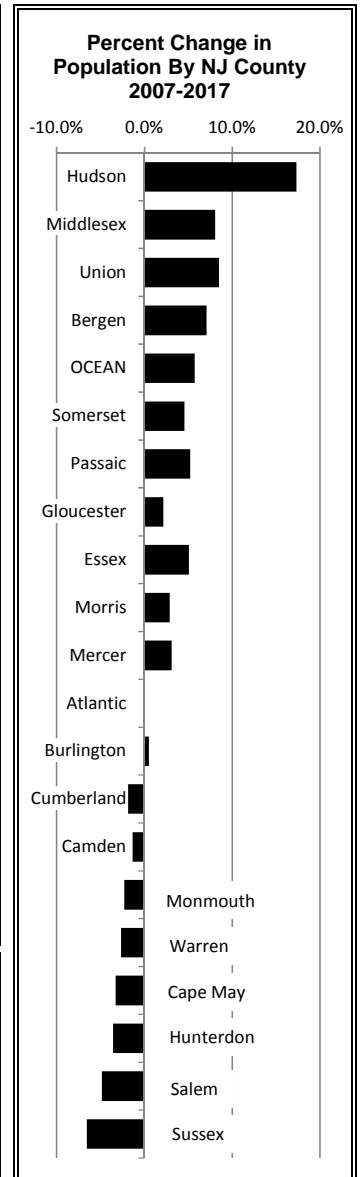 Percent Change in
Population By NJ County
2007-2017
-10.0% 0.0% 10.0% 20.0%
Hudson
Middlesex
Union
Bergen
OCEAN
Somerset
Passaic
Gloucester
Essex
Morris
Mercer
Atlantic
Burlington
Cumberland
Camden
Monmouth
Warren
Cape May
Hunterdon
Salem
Sussex